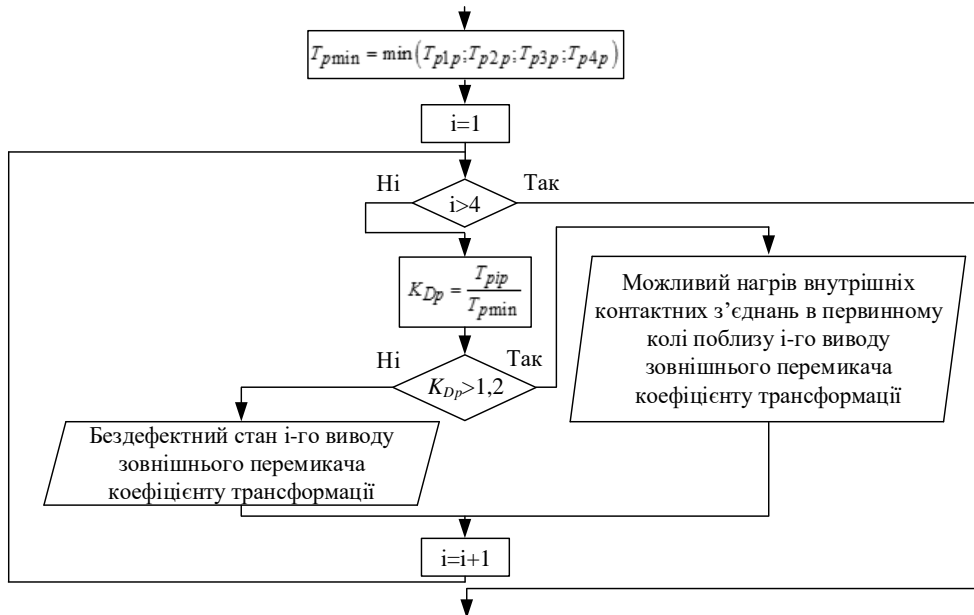 T_pmin = min(T_p1p; T_p2p; T_p3p; T_p4p)
i=1
Ні
Так
i>4
K_Dp = T_pip / T_pmin
Можливий нагрів внутрішніх
контактних з’єднань в первинному
колі поблизу i-го виводу
зовнішнього перемикача
коефіцієнту трансформації
Ні
Так
K_Dp>1,2
Бездефектний стан i-го виводу
зовнішнього перемикача
коефіцієнту трансформації
i=i+1